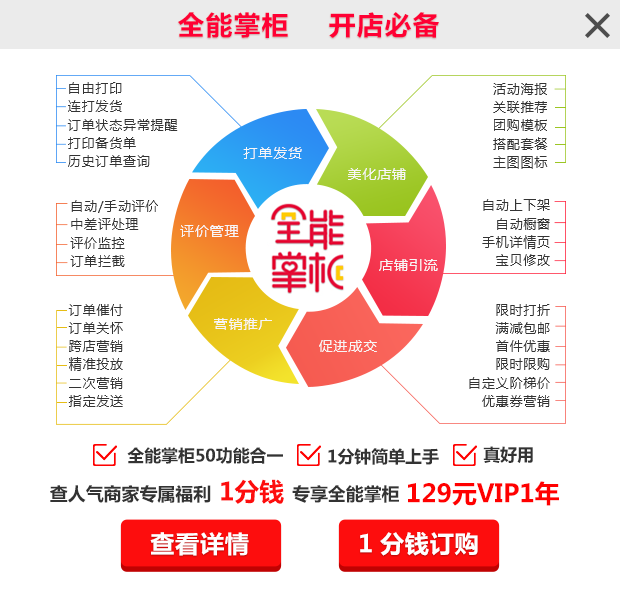 全能掌柜 开店必备
自由打印
连打发货
订单状态异常提醒
打印备货单
历史订单查询
活动海报
关联推荐
团购模板
搭配套餐
主图图标
打单发货
美化店铺
自动/手动评价
中差评处理
评价监控
订单拦截
评价管理
全能
掌柜
店铺引流
自动上下架
自动橱窗
手机详情页
宝贝修改
营销推广
促进成交
订单催付
订单关怀
跨店营销
精准投放
二次营销
指定发送
限时打折
满减包邮
首件优惠
限时限购
自定义阶梯价
优惠券营销
全能掌柜50功能合一 1分钟简单上手 真好用
查人气商家专属福利 1分钱 专享全能掌柜 129元VIP1年
查看详情
1 分钱订购